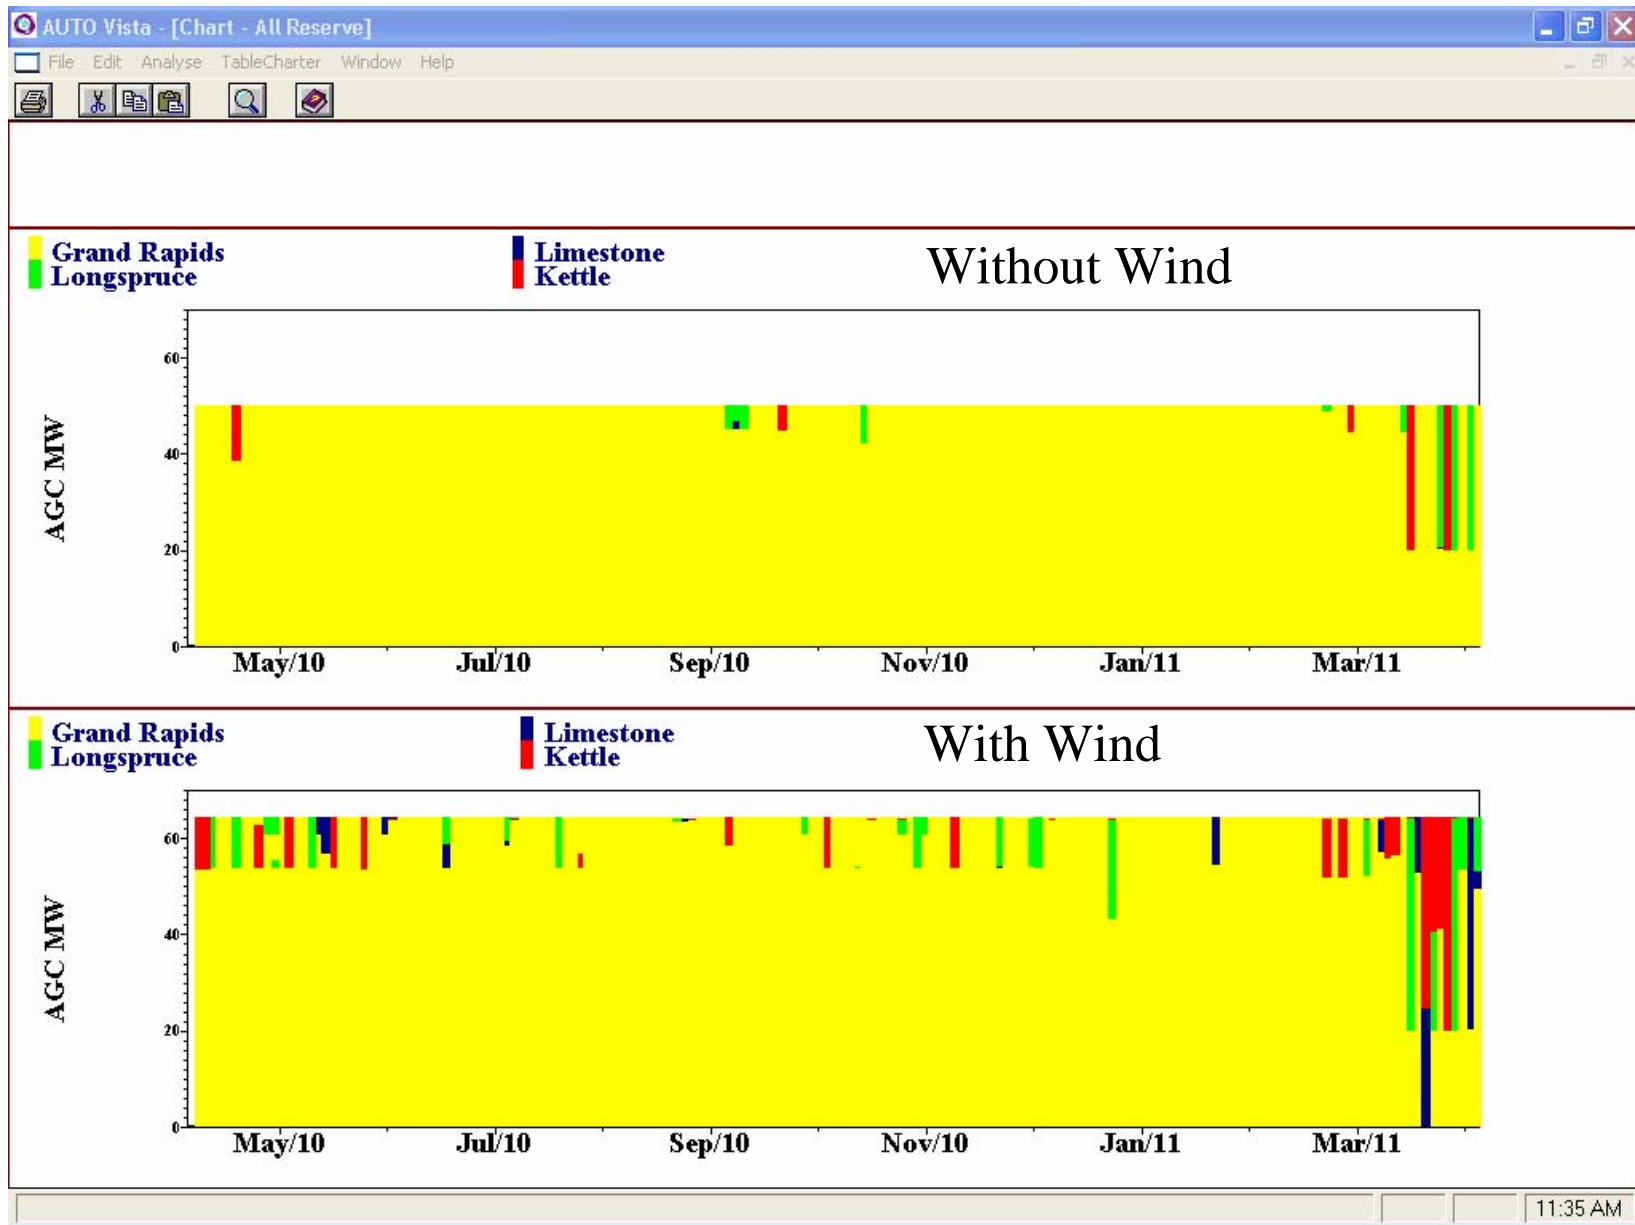 AUTO Vista - [Chart - All Reserve]
File Edit Analyse TableCharter Window Help
Grand Rapids Limestone Without Wind
Longspruce Kettle
60
40
20
0
AGC MW
May/10 Jul/10 Sep/10 Nov/10 Jan/11 Mar/11
Grand Rapids Limestone With Wind
Longspruce Kettle
60
40
20
0
AGC MW
May/10 Jul/10 Sep/10 Nov/10 Jan/11 Mar/11
11:35 AM